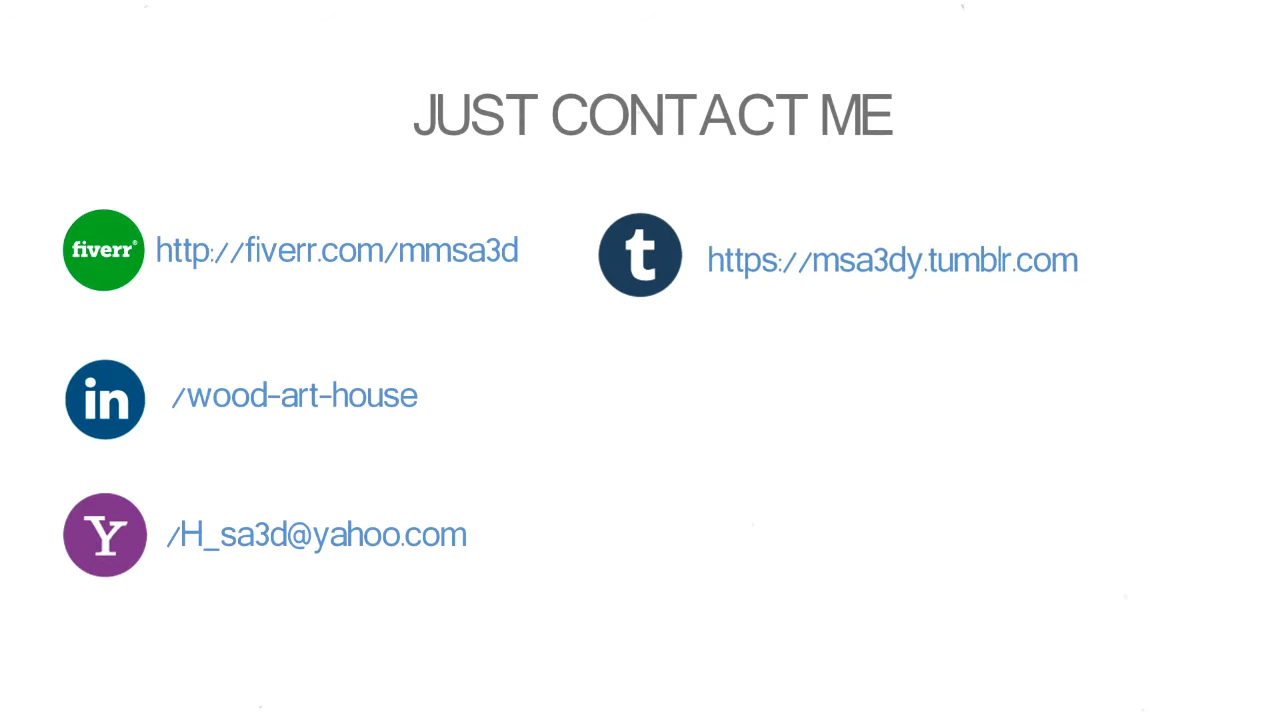 JUST CONTACT ME
fiverr® http://fiverr.com/mmsa3d
t https://msa3dy.tumblr.com
in /wood-art-house
Y /H_sa3d@yahoo.com